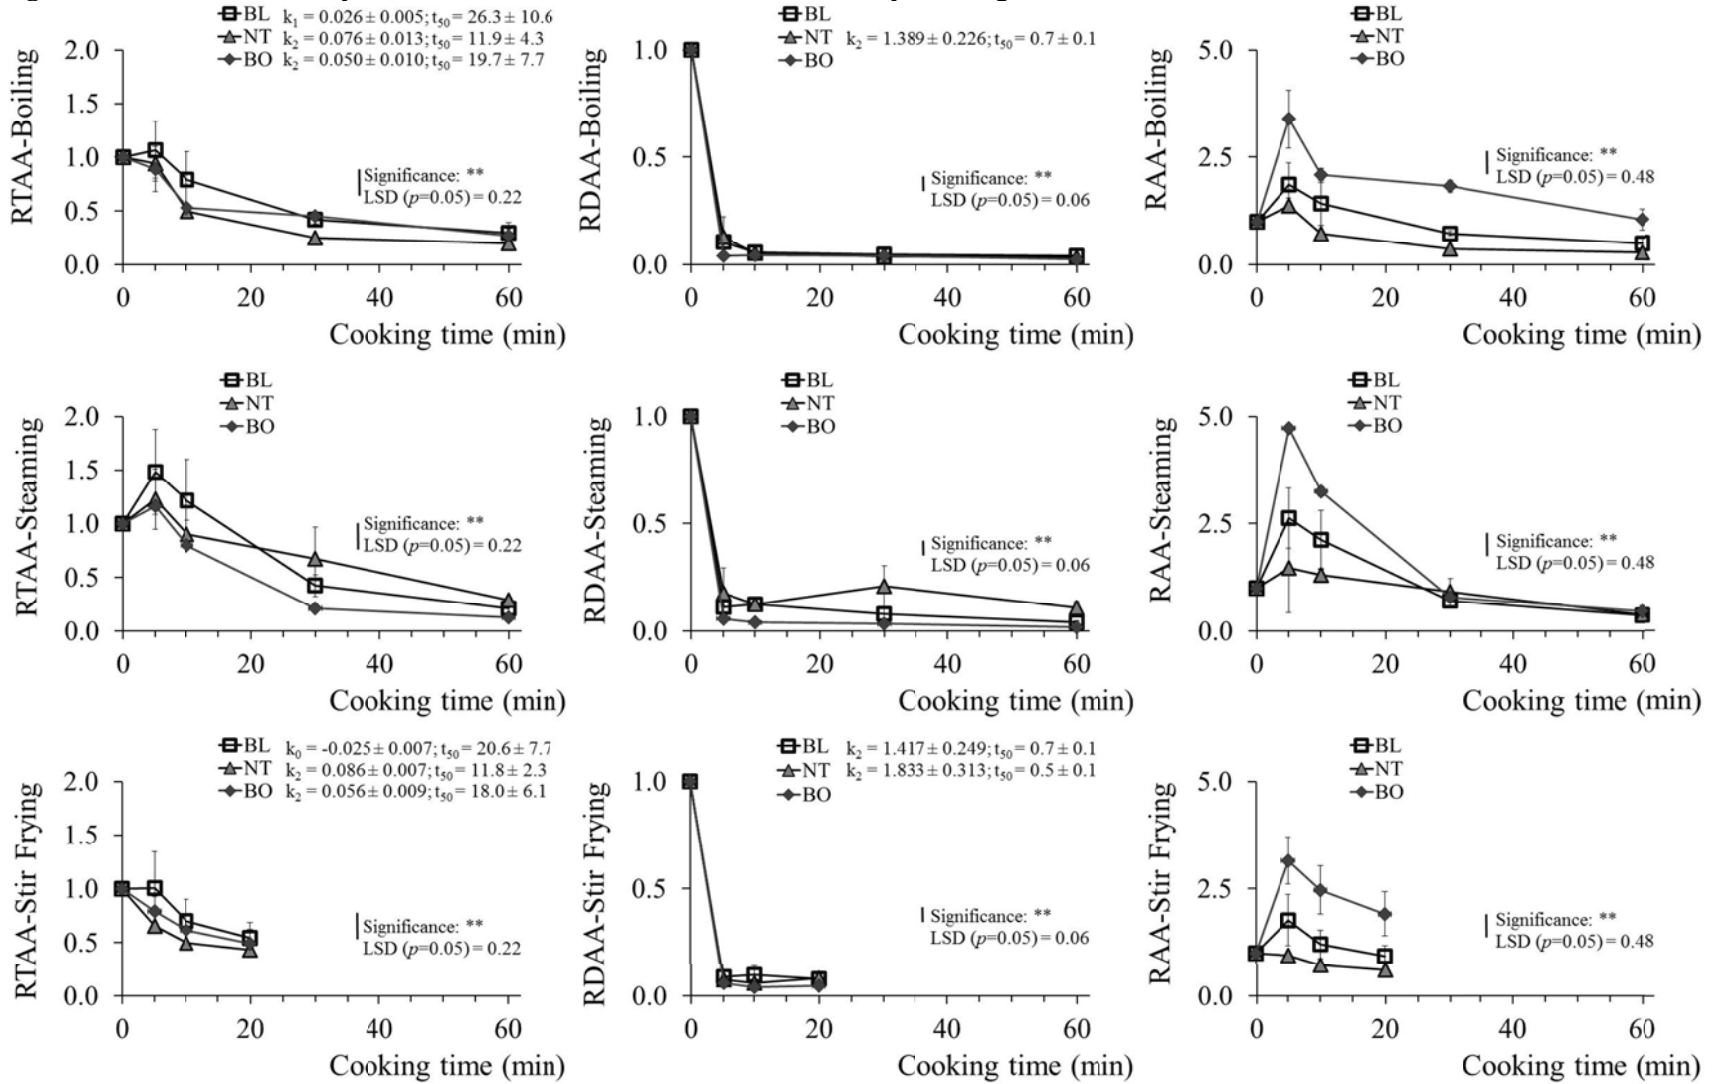 BL k1 = 0.026 ± 0.005; t50 = 26.3 ± 10.6
NT k2 = 0.076 ± 0.013; t50 = 11.9 ± 4.3
BO k2 = 0.050 ± 0.010; t50 = 19.7 ± 7.7
RTAA-Boiling
2.0
1.5
1.0
0.5
0.0
Significance: **
LSD (p=0.05) = 0.22
0 20 40 60
Cooking time (min)
BL
NT k2 = 1.389 ± 0.226; t50 = 0.7 ± 0.1
BO
RDAA-Boiling
1.0
0.5
0.0
Significance: **
LSD (p=0.05) = 0.06
0 20 40 60
Cooking time (min)
BL
NT
BO
RAA-Boiling
5.0
2.5
0.0
Significance: **
LSD (p=0.05) = 0.48
0 20 40 60
Cooking time (min)
BL
NT
BO
RTAA-Steaming
2.0
1.5
1.0
0.5
0.0
Significance: **
LSD (p=0.05) = 0.22
0 20 40 60
Cooking time (min)
BL
NT
BO
RDAA-Steaming
1.0
0.5
0.0
Significance: **
LSD (p=0.05) = 0.06
0 20 40 60
Cooking time (min)
BL
NT
BO
RAA-Steaming
5.0
2.5
0.0
Significance: **
LSD (p=0.05) = 0.48
0 20 40 60
Cooking time (min)
BL k0 = -0.025 ± 0.007; t50 = 20.6 ± 7.7
NT k2 = 0.086 ± 0.007; t50 = 11.8 ± 2.3
BO k2 = 0.056 ± 0.009; t50 = 18.0 ± 6.1
RTAA-Stir Frying
2.0
1.5
1.0
0.5
0.0
Significance: **
LSD (p=0.05) = 0.22
0 20 40 60
Cooking time (min)
BL k2 = 1.417 ± 0.249; t50 = 0.7 ± 0.1
NT k2 = 1.833 ± 0.313; t50 = 0.5 ± 0.1
BO
RDAA-Stir Frying
1.0
0.5
0.0
Significance: **
LSD (p=0.05) = 0.06
0 20 40 60
Cooking time (min)
BL
NT
BO
RAA-Stir Frying
5.0
2.5
0.0
Significance: **
LSD (p=0.05) = 0.48
0 20 40 60
Cooking time (min)